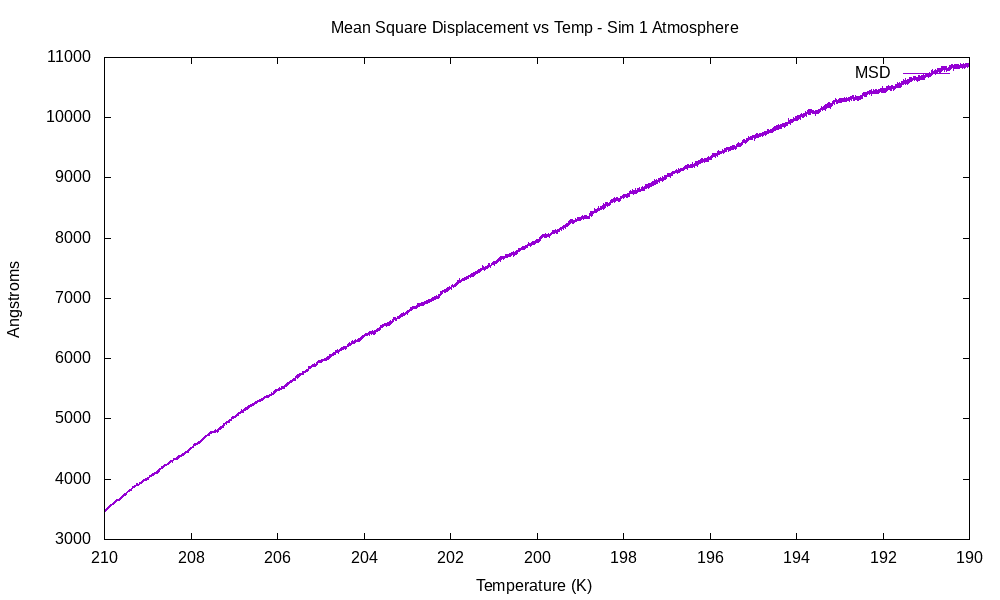 Mean Square Displacement vs Temp - Sim 1 Atmosphere
11000
10000
9000
8000
7000
6000
5000
4000
3000
MSD
Angstroms
210 208 206 204 202 200 198 196 194 192 190
Temperature (K)